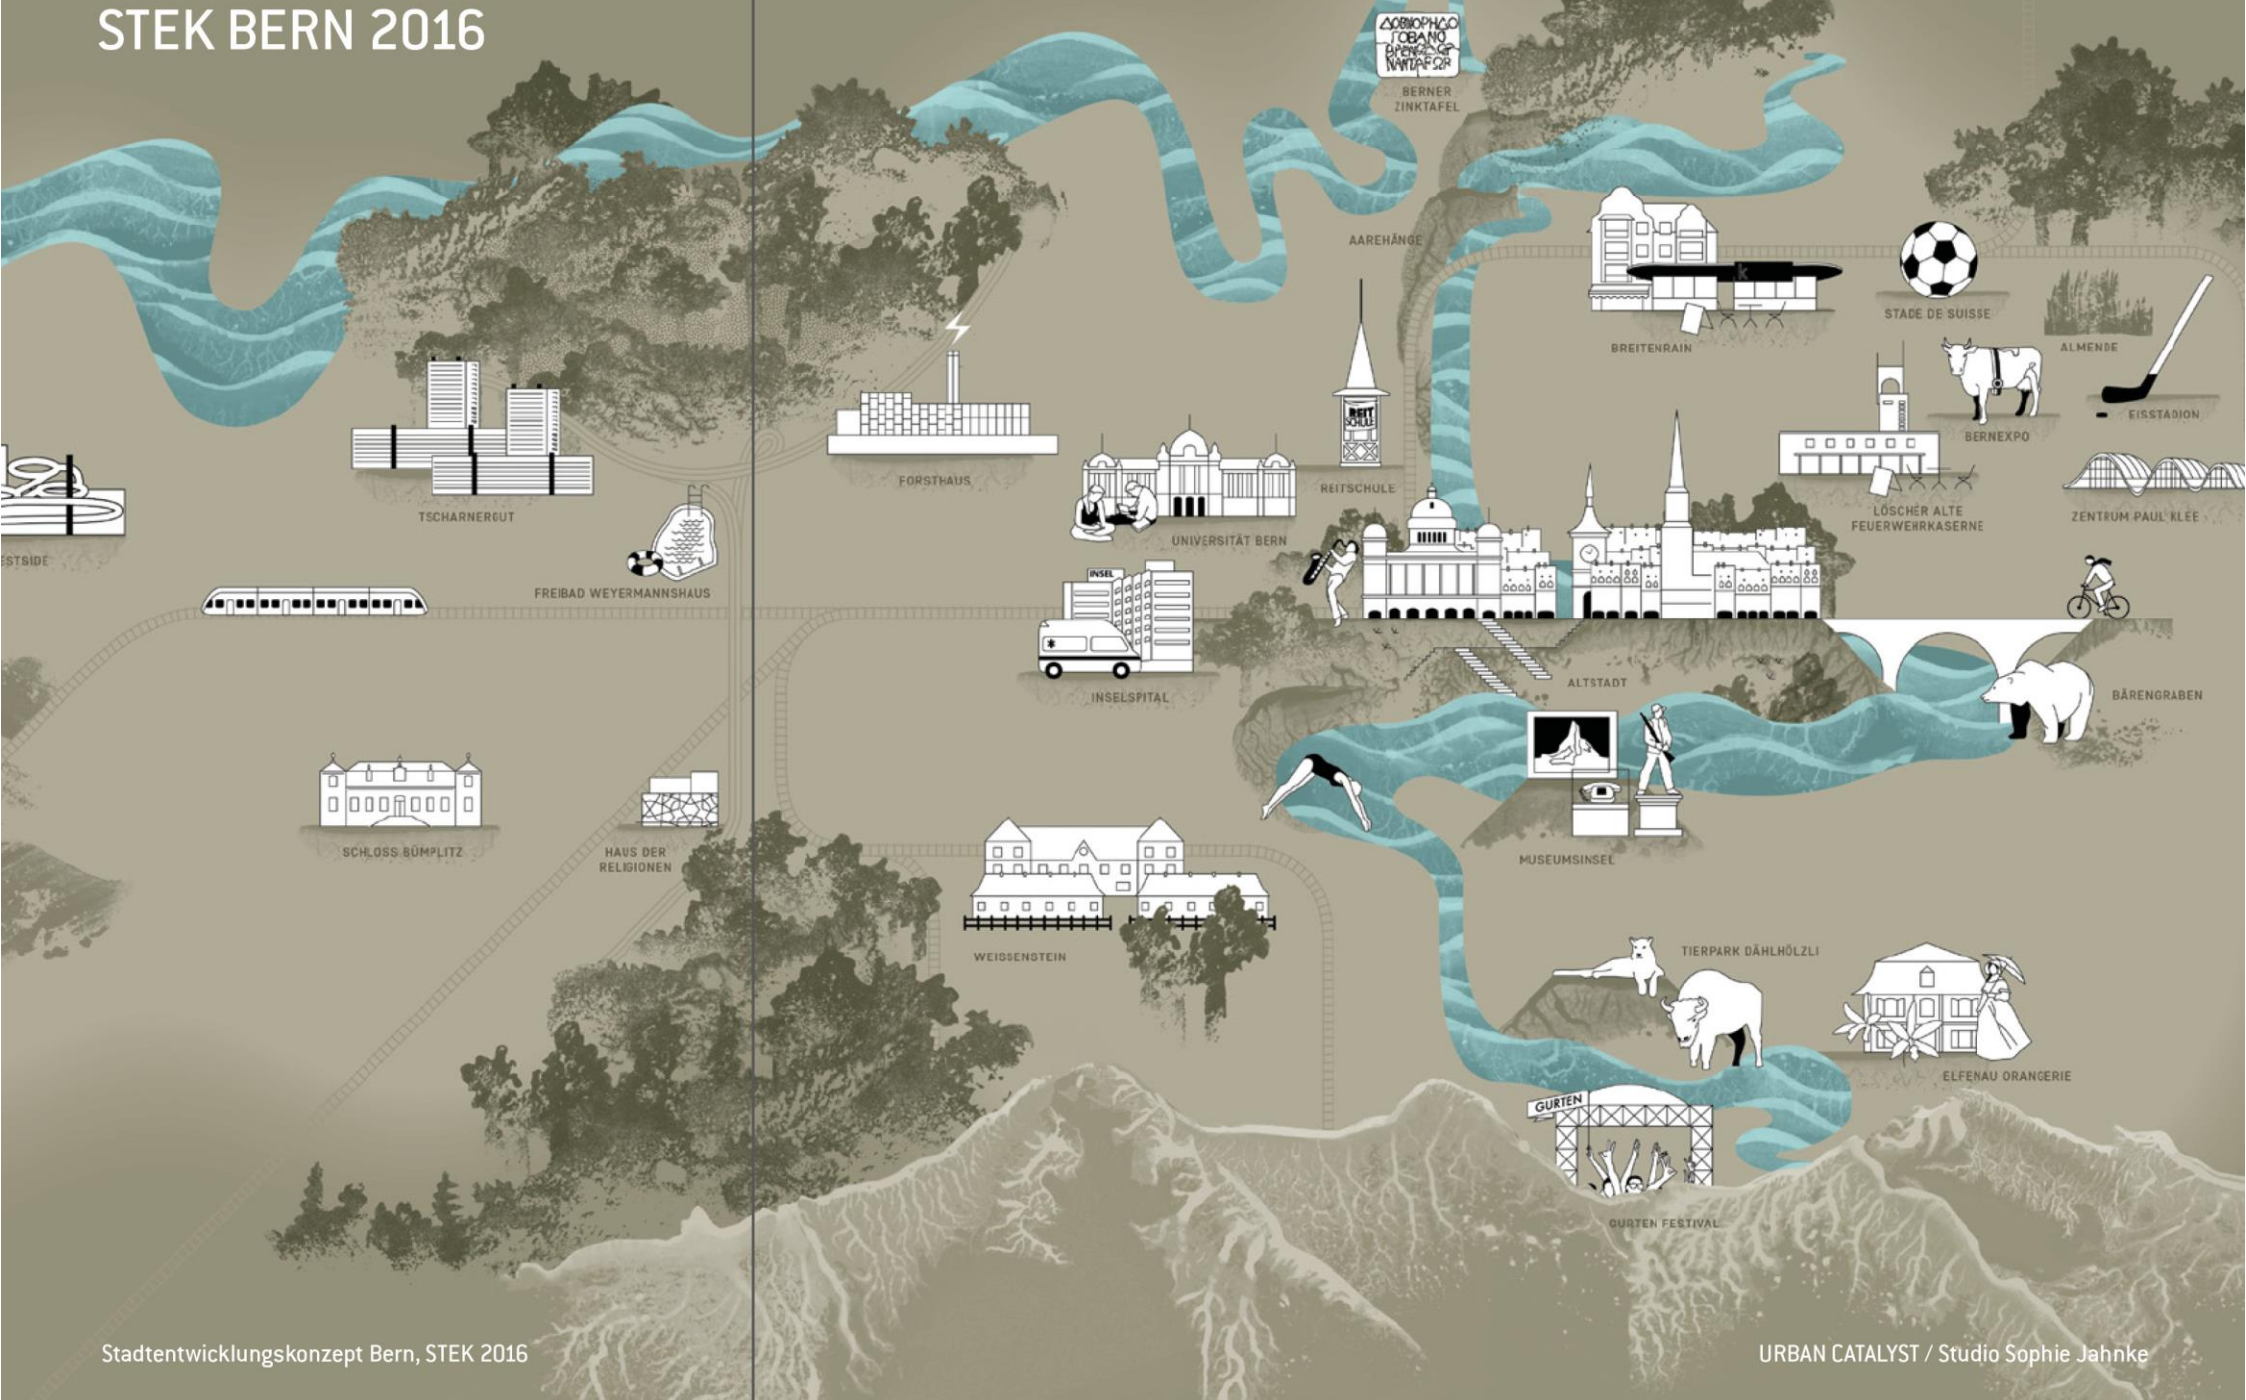 STEK BERN 2016
BERNER
ZINKTAFEL
AAREHÄNGE
BREITENRAIN
k
STADE DE SUISSE
ALMENDE
BERNEXPO
EISSTADION
REIT
SCHULE
REITSCHULE
FORSTHAUS
TSCHARNERGUT
UNIVERSITÄT BERN
LÖSCHER ALTE
FEUERWEHRKASERNE
ZENTRUM PAUL KLEE
ESTSIDE
FREIBAD WEYERMANNSHAUS
INSEL
INSELSPITAL
ALTSTADT
BÄRENGRABEN
SCHLOSS BÜMPLITZ
HAUS DER
RELIGIONEN
MUSEUMSINSEL
WEISSENSTEIN
TIERPARK DÄHLHÖLZLI
ELFENAU ORANGERIE
GURTEN
GURTEN FESTIVAL
Stadtentwicklungskonzept Bern, STEK 2016
URBAN CATALYST / Studio Sophie Jahnke